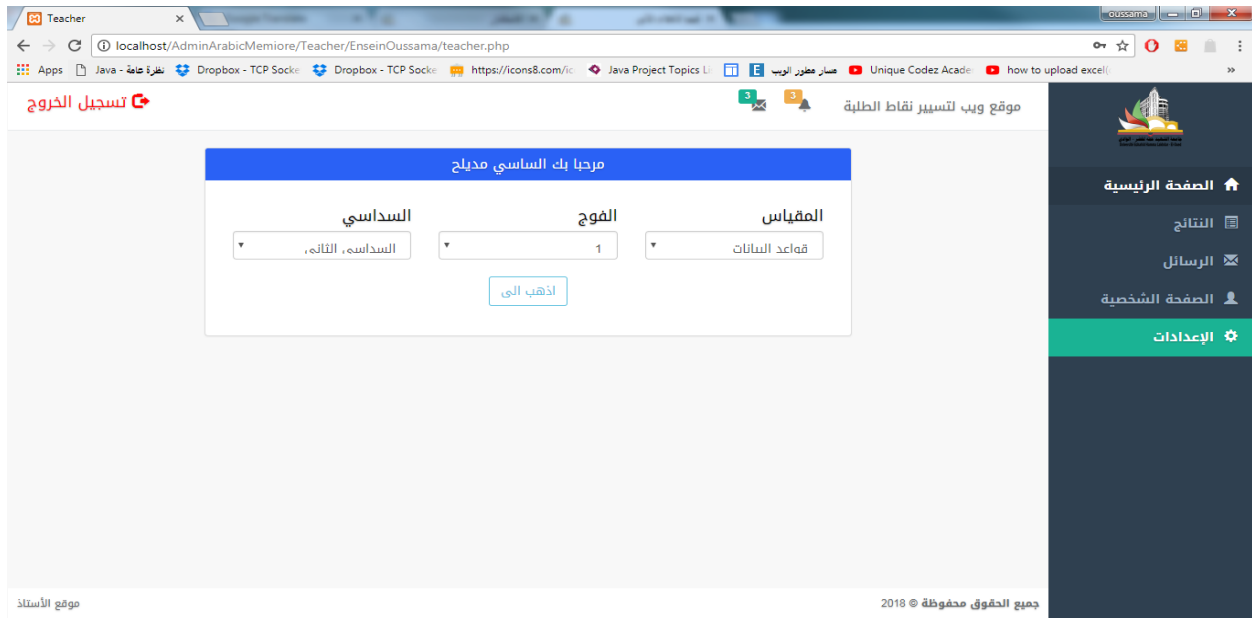 Teacher
oussama
localhost/AdminArabicMemiore/Teacher/EnseinOussama/teacher.php
Apps
Java - نظرة عامة
Dropbox - TCP Socke
Dropbox - TCP Socke
https://icons8.com/ic
Java Project Topics Li
مسار مطور الويب
Unique Codez Acade
how to upload excel(
»
موقع ويب لتسيير نقاط الطلبة
3
3
تسجيل الخروج
الصفحة الرئيسية
النتائج
الرسائل
الصفحة الشخصية
الإعدادات
مرحبا بك الساسي مديلح
المقياس الفوج السداسي
قواعد البيانات 1 السداسي الثاني
اذهب الى
جميع الحقوق محفوظة © 2018
موقع الأستاذ